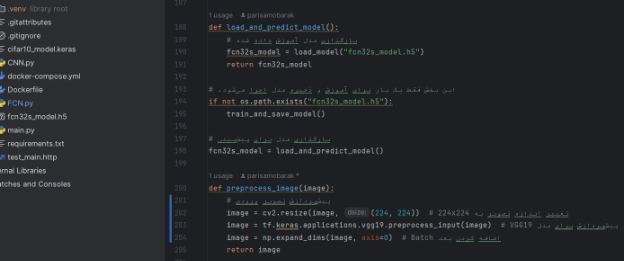 .venv library root
.gitattributes
.gitignore
cifar10_model.keras
CNN.py
docker-compose.yml
Dockerfile
FCN.py
fcn32s_model.h5
main.py
requirements.txt
test_main.http
rnal Libraries
atches and Consoles
187
1 usage parisamobarak
188 def load_and_predict_model():
189 # بارگذاری مدل آموزش داده شده
190 fcn32s_model = load_model("fcn32s_model.h5")
191 return fcn32s_model
192
193 # این بخش فقط یک بار برای آموزش و ذخیره مدل اجرا می‌شود.
194 if not os.path.exists("fcn32s_model.h5"):
195 train_and_save_model()
196
197 # بارگذاری مدل برای پیش‌بینی
198 fcn32s_model = load_and_predict_model()
199
1 usage parisamobarak *
200 def preprocess_image(image):
201 # پیش‌پردازش تصویر ورودی
202 image = cv2.resize(image, dsize: (224, 224)) # تغییر اندازه تصویر به 224x224
203 image = tf.keras.applications.vgg19.preprocess_input(image) # پیش‌پردازش برای مدل VGG19
204 image = np.expand_dims(image, axis=0) # اضافه کردن بعد Batch
205 return image